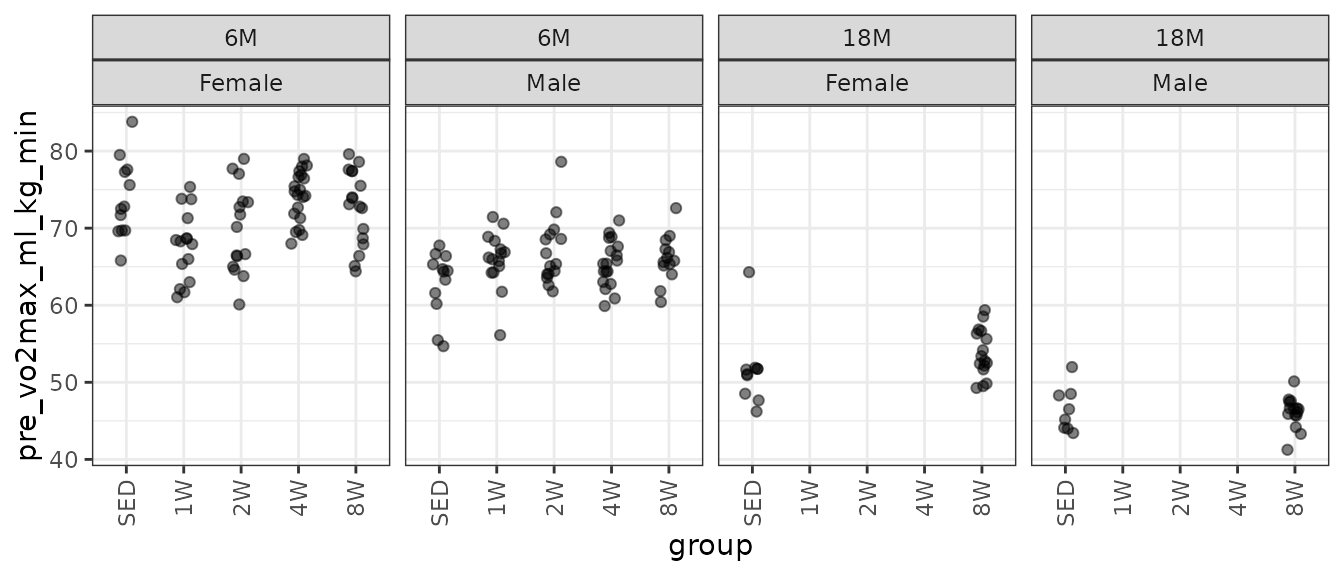 6M 6M 18M 18M
Female Male Female Male
pre_vo2max_ml_kg_min
80
70
60
50
40
SED 1W 2W 4W 8W SED 1W 2W 4W 8W SED 1W 2W 4W 8W SED 1W 2W 4W 8W
group